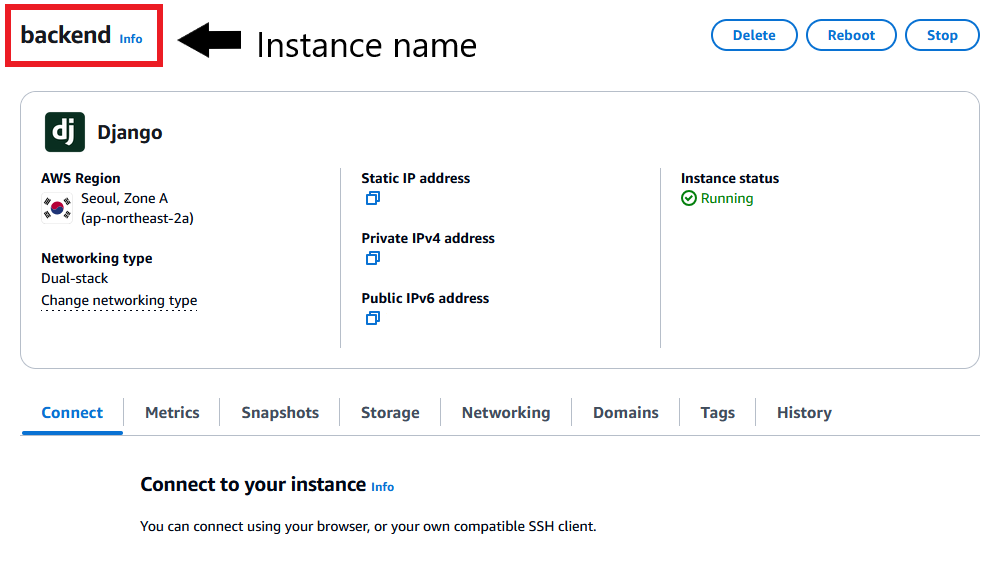 backend Info
Instance name
Delete
Reboot
Stop
dj
Django
AWS Region
Seoul, Zone A
(ap-northeast-2a)
Networking type
Dual-stack
Change networking type
Static IP address
Private IPv4 address
Public IPv6 address
Instance status
Running
Connect
Metrics
Snapshots
Storage
Networking
Domains
Tags
History
Connect to your instance Info
You can connect using your browser, or your own compatible SSH client.